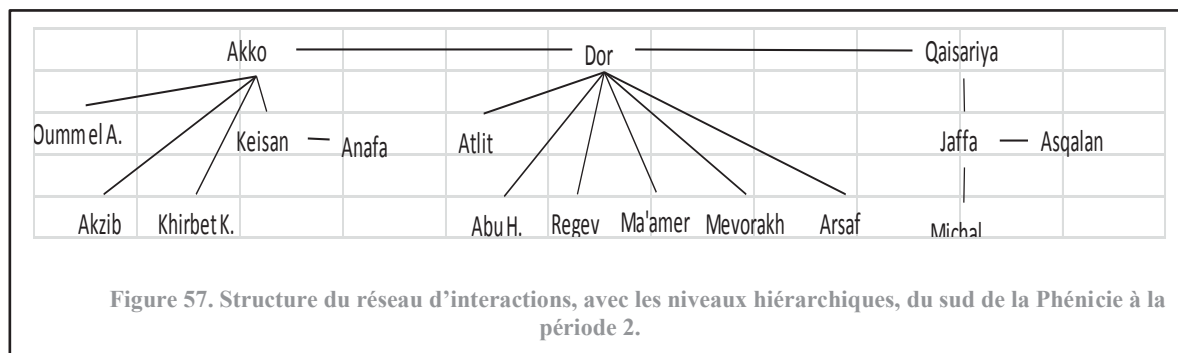 Akko Dor Qaisariya
Oumm el A. Keisan Anafa Atlit Jaffa Asqalan
Akzib Khirbet K. Abu H. Regev Ma'amer Mevorakh Arsaf Michal
Figure 57. Structure du réseau d'interactions, avec les niveaux hiérarchiques, du sud de la Phénicie à la
période 2.